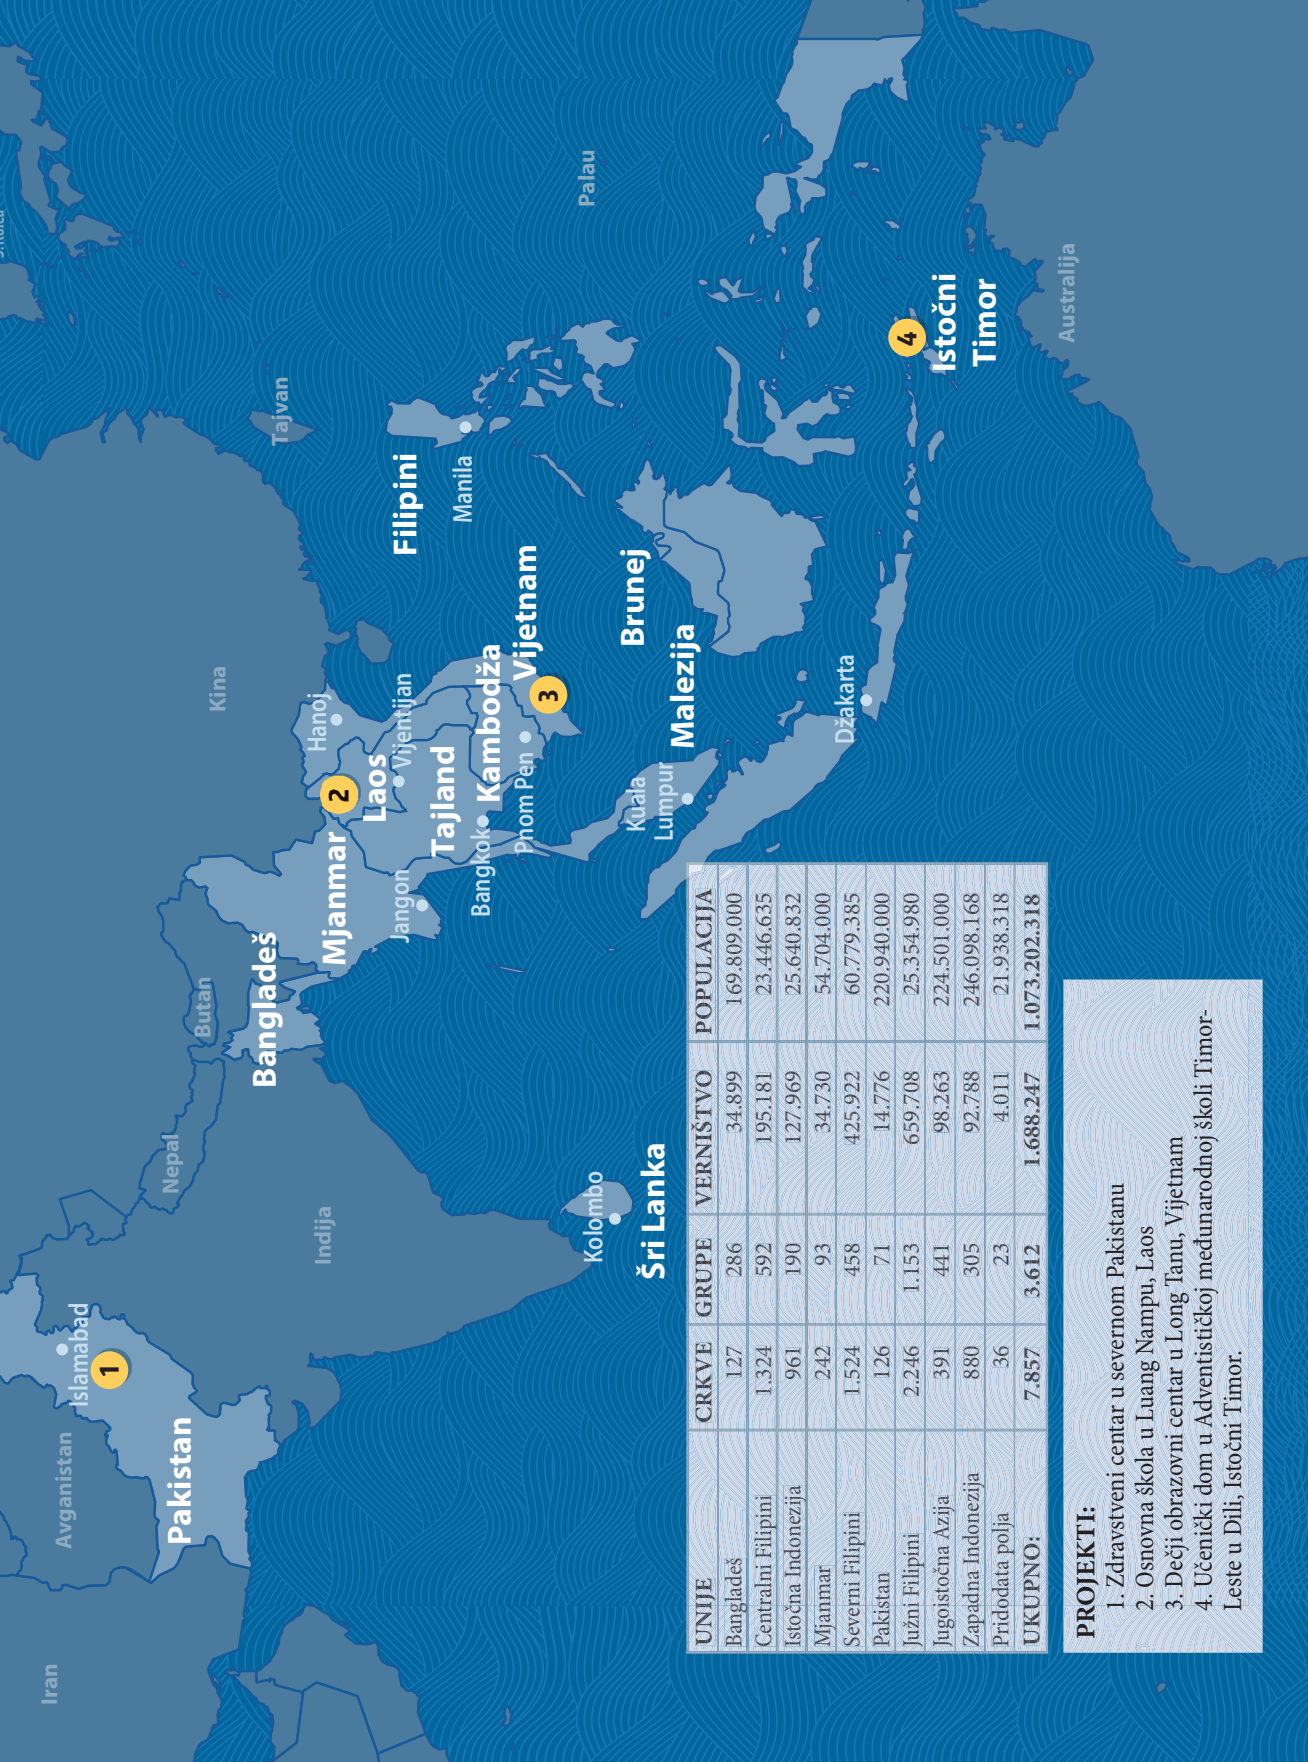 Iran
Avganistan
Pakistan
Islamabad
1
Nepal
Butan
Indija
Bangladeš
Kina
Mjanmar
2
Hanoj
Laos
Vijentijan
Jangon
Tajland
Bangkok
Kambodža
Pnom Pen
Vijetnam
3
Tajvan
Filipini
Manila
Palau
Kolombo
Šri Lanka
Brunej
Kuala
Lumpur
Malezija
Džakarta
4
Istočni
Timor
Australija
UNIJE CRKVE GRUPE VERNIŠTVO POPULACIJA
Bangladeš 127 286 34.899 169.809.000
Centralni Filipini 1.324 592 195.181 23.446.635
Istočna Indonezija 961 190 127.969 25.640.832
Mjanmar 242 93 34.730 54.704.000
Severni Filipini 1.524 458 425.922 60.779.385
Pakistan 126 71 14.776 220.940.000
Južni Filipini 2.246 1.153 659.708 25.354.980
Jugoistočna Azija 391 441 98.263 224.501.000
Zapadna Indonezija 880 305 92.788 246.098.168
Pridodata polja 36 23 4.011 21.938.318
UKUPNO: 7.857 3.612 1.688.247 1.073.202.318
PROJEKTI:
1. Zdravstveni centar u severnom Pakistanu
2. Osnovna škola u Luang Nampu, Laos
3. Dečji obrazovni centar u Long Tanu, Vijetnam
4. Učenički dom u Adventističkoj međunarodnoj školi Timor-
Leste u Dili, Istočni Timor.